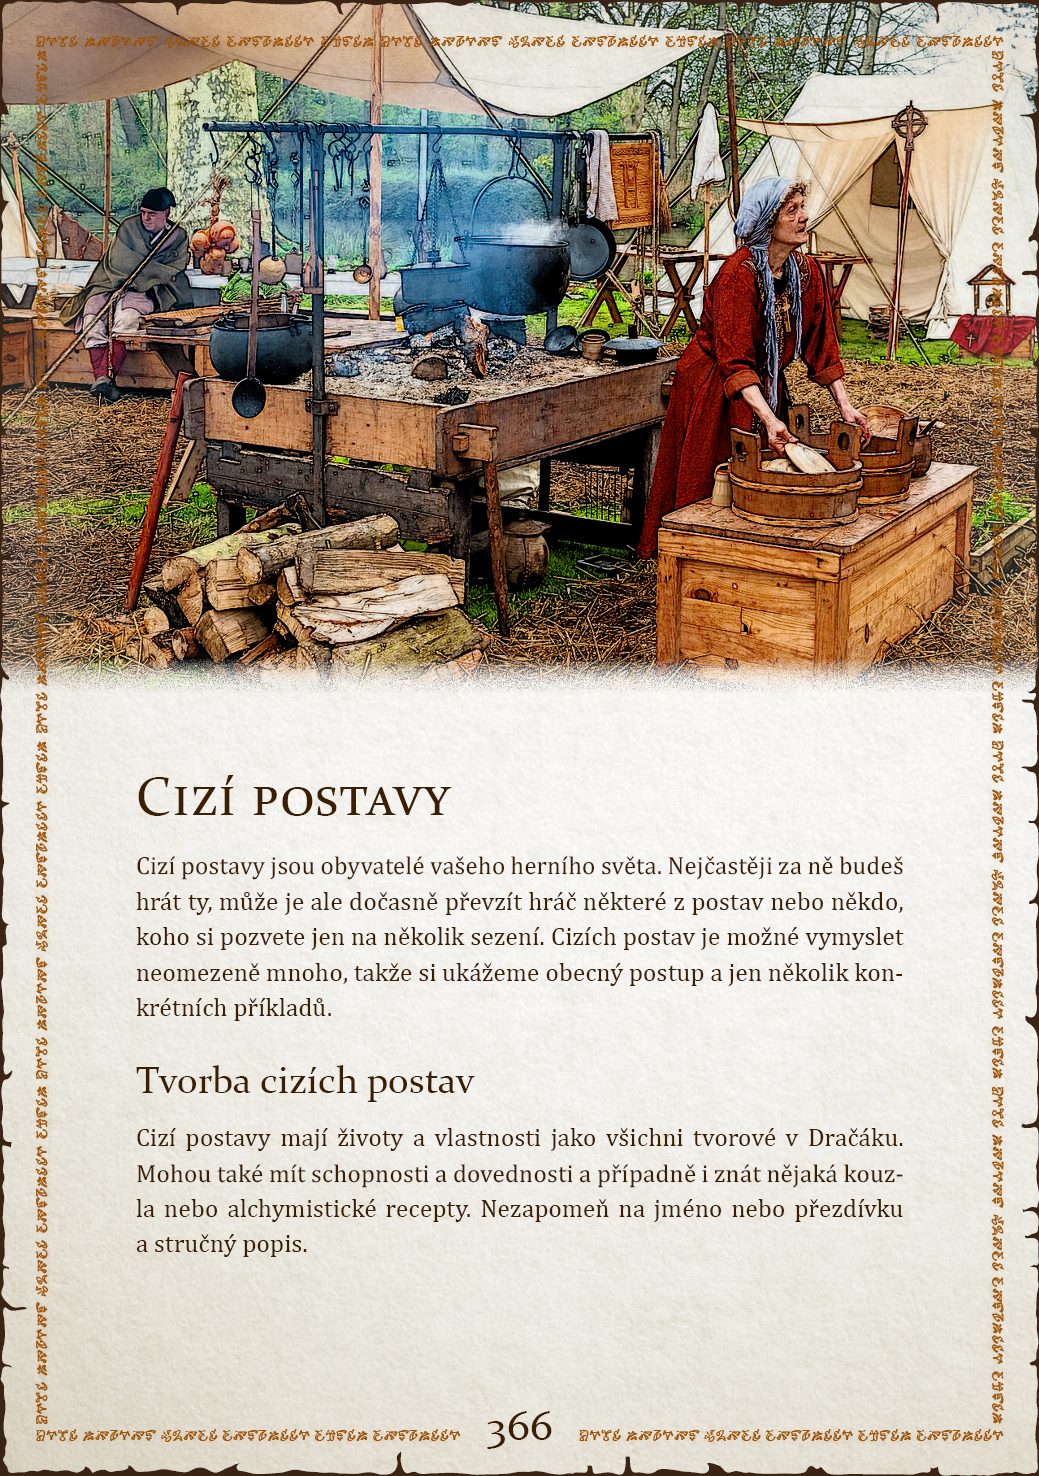 Cizí postavy
Cizí postavy jsou obyvatelé vašeho herního světa. Nejčastěji za ně budeš
hrát ty, může je ale dočasně převzít hráč některé z postav nebo někdo,
koho si pozvete jen na několik sezení. Cizích postav je možné vymyslet
neomezeně mnoho, takže si ukážeme obecný postup a jen několik kon-
krétních příkladů.
Tvorba cizích postav
Cizí postavy mají životy a vlastnosti jako všichni tvorové v Dračáku.
Mohou také mít schopnosti a dovednosti a případně i znát nějaká kouz-
la nebo alchymistické recepty. Nezapomeň na jméno nebo přezdívku
a stručný popis.
366